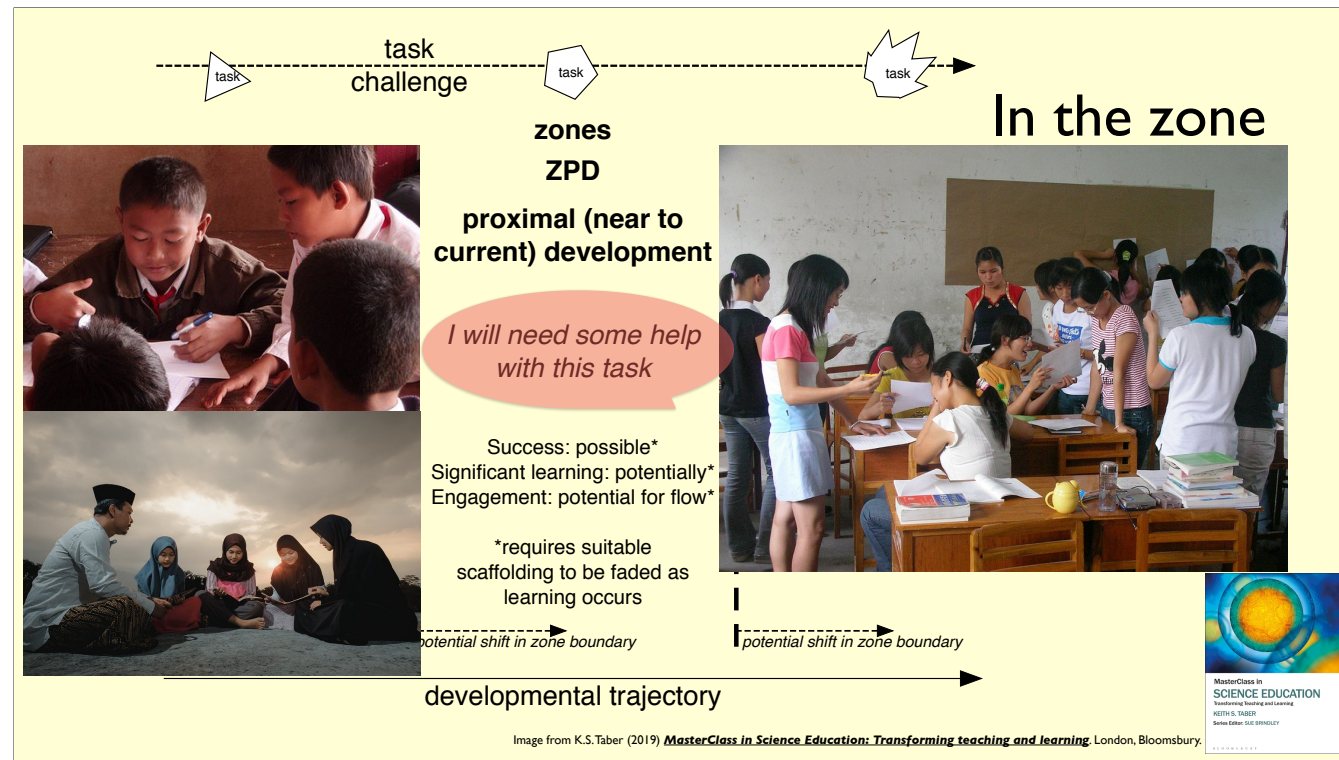 task
challenge
task
task
task
In the zone
zones
ZPD
proximal (near to
current) development
I will need some help
with this task
Success: possible*
Significant learning: potentially*
Engagement: potential for flow*
*requires suitable
scaffolding to be faded as
learning occurs
potential shift in zone boundary
potential shift in zone boundary
developmental trajectory
MasterClass in
SCIENCE EDUCATION
Transforming Teaching and Learning
KEITH S. TABER
Series Editor: SUE BRINDLEY
BLOOMSBURY
Image from K.S. Taber (2019) MasterClass in Science Education: Transforming teaching and learning. London, Bloomsbury.